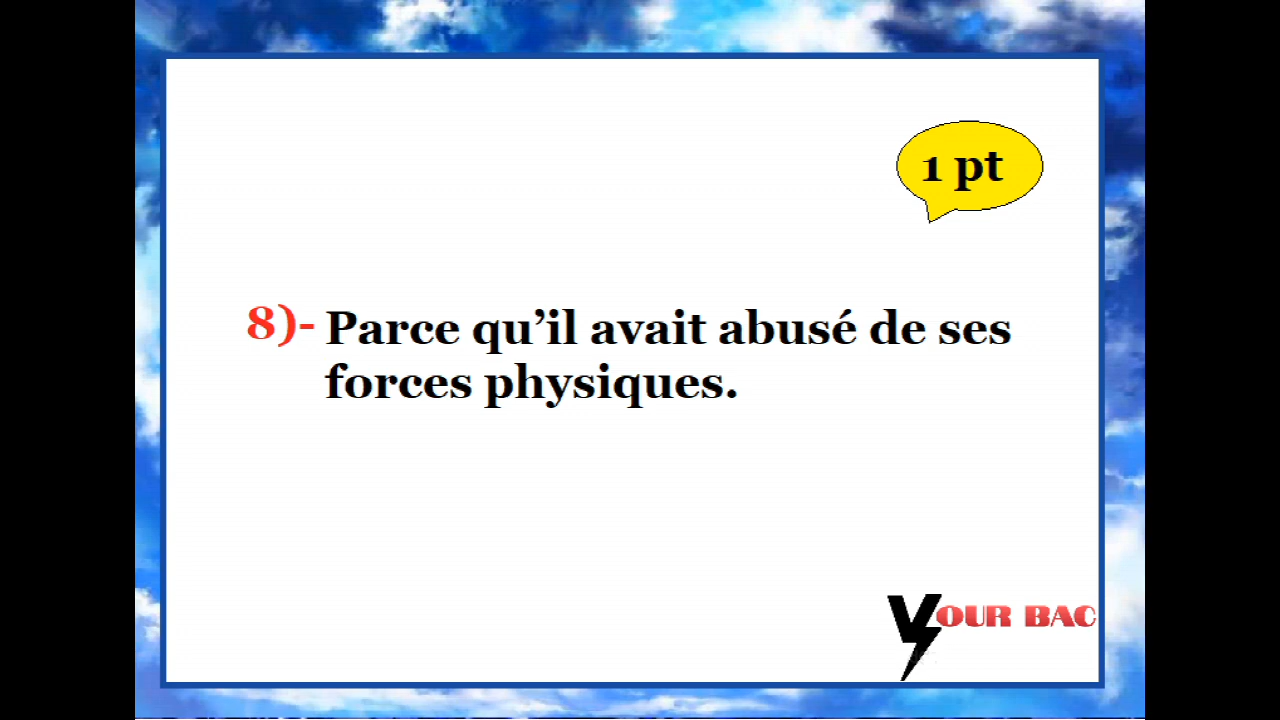 1 pt
8)- Parce qu’il avait abusé de ses
forces physiques.
YOUR BAC